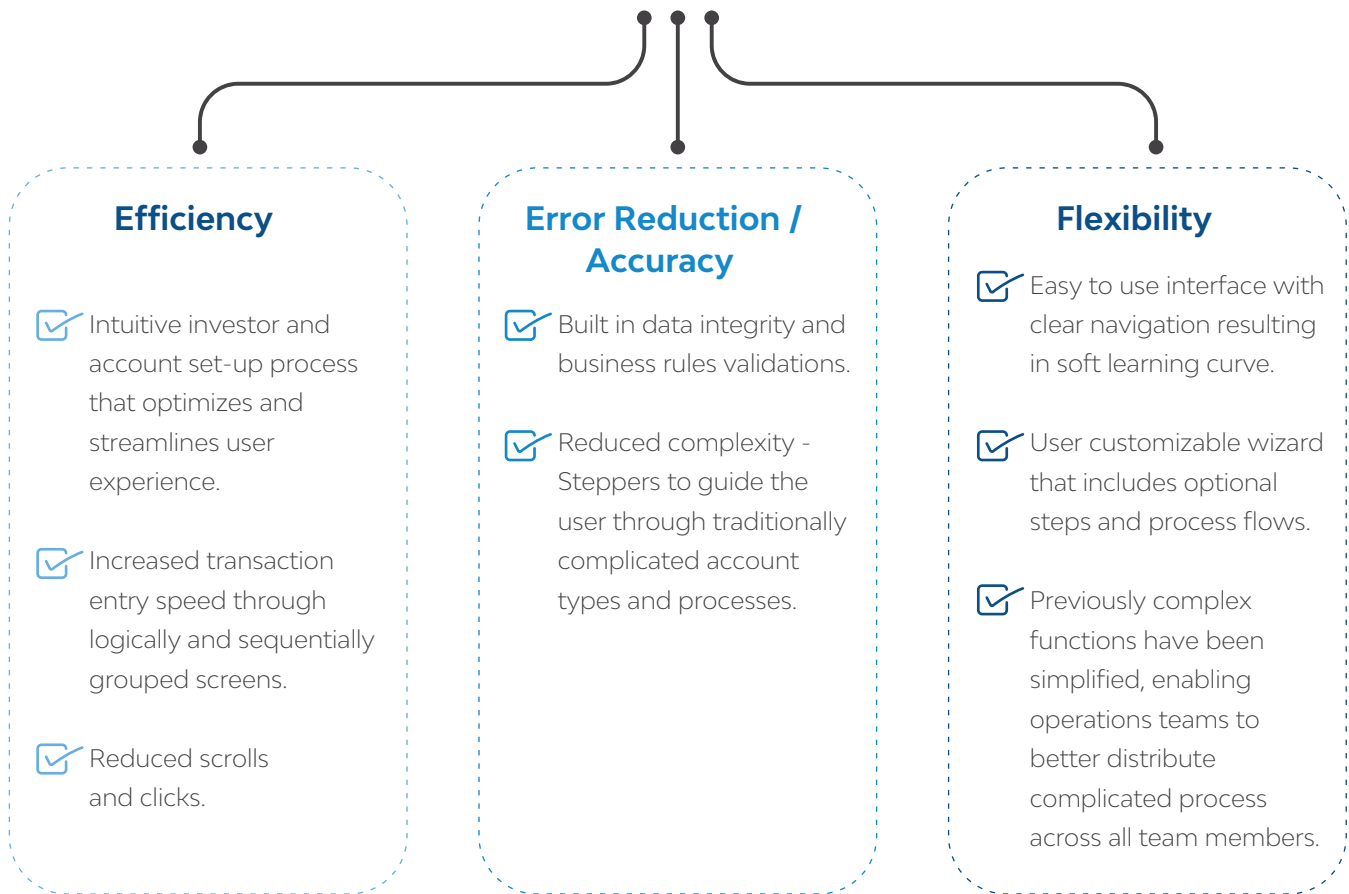 Efficiency
Intuitive investor and
account set-up process
that optimizes and
streamlines user
experience.
Increased transaction
entry speed through
logically and sequentially
grouped screens.
Reduced scrolls
and clicks.
Error Reduction /
Accuracy
Built in data integrity and
business rules validations.
Reduced complexity -
Steppers to guide the
user through traditionally
complicated account
types and processes.
Flexibility
Easy to use interface with
clear navigation resulting
in soft learning curve.
User customizable wizard
that includes optional
steps and process flows.
Previously complex
functions have been
simplified, enabling
operations teams to
better distribute
complicated process
across all team members.